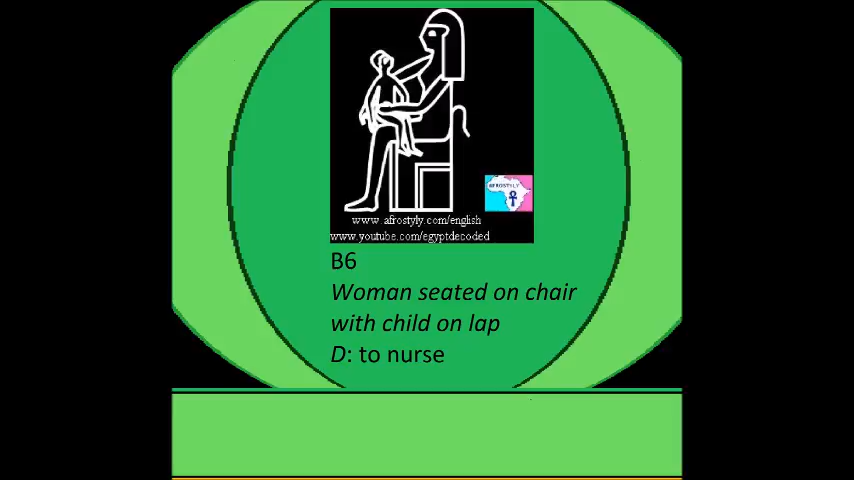 AFROSTYLY
www.afrostyly.com/english
www.youtube.com/egyptdecoded
B6
Woman seated on chair
with child on lap
D: to nurse